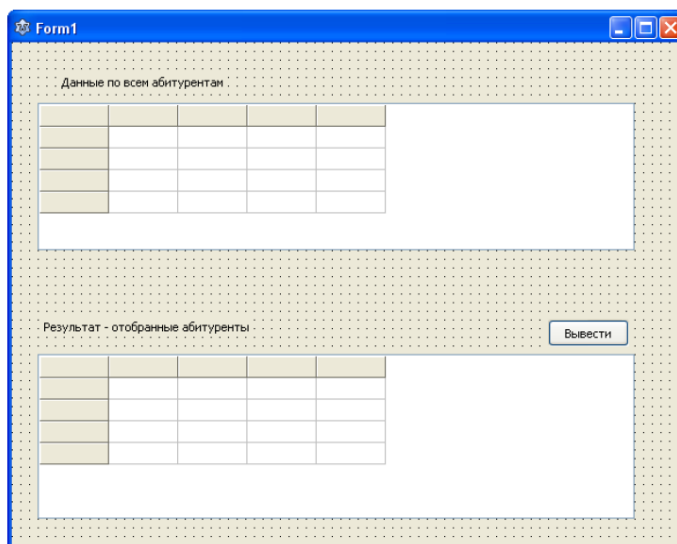 Form1
Данные по всем абитурентам
Результат - отобранные абитуренты
Вывести